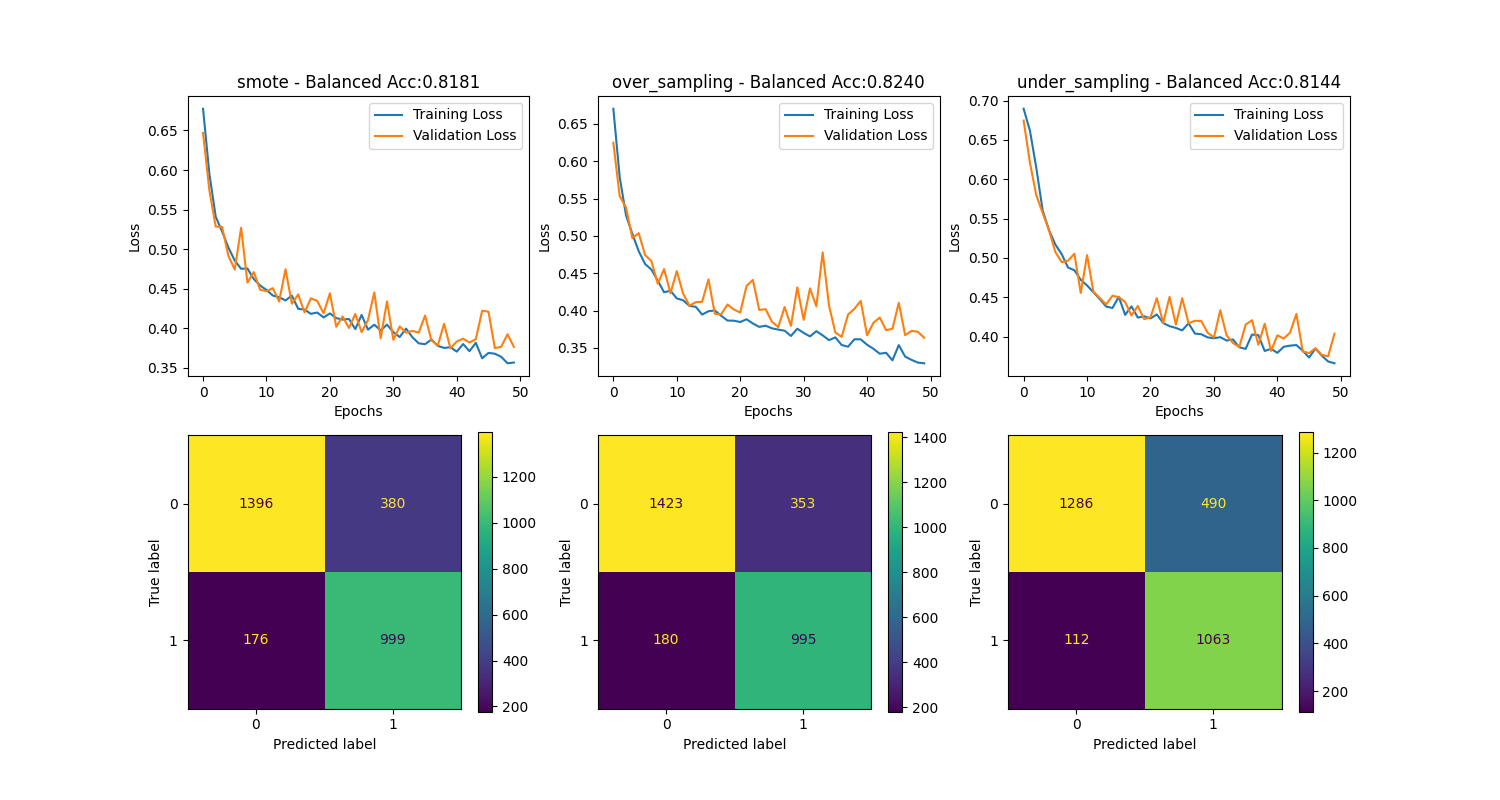 smote - Balanced Acc:0.8181
Training Loss
Validation Loss
0.65
0.60
0.55
0.50
0.45
0.40
0.35
Loss
0 10 20 30 40 50
Epochs
over_sampling - Balanced Acc:0.8240
Training Loss
Validation Loss
0.65
0.60
0.55
0.50
0.45
0.40
0.35
Loss
0 10 20 30 40 50
Epochs
under_sampling - Balanced Acc:0.8144
Training Loss
Validation Loss
0.70
0.65
0.60
0.55
0.50
0.45
0.40
Loss
0 10 20 30 40 50
Epochs
True label
0 1396 380
1 176 999
0 1
Predicted label
1200
1000
800
600
400
200
True label
0 1423 353
1 180 995
0 1
Predicted label
1400
1200
1000
800
600
400
200
True label
0 1286 490
1 112 1063
0 1
Predicted label
1200
1000
800
600
400
200